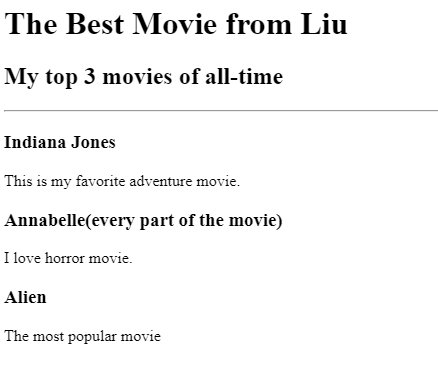 The Best Movie from Liu
My top 3 movies of all-time
Indiana Jones
This is my favorite adventure movie.
Annabelle(every part of the movie)
I love horror movie.
Alien
The most popular movie